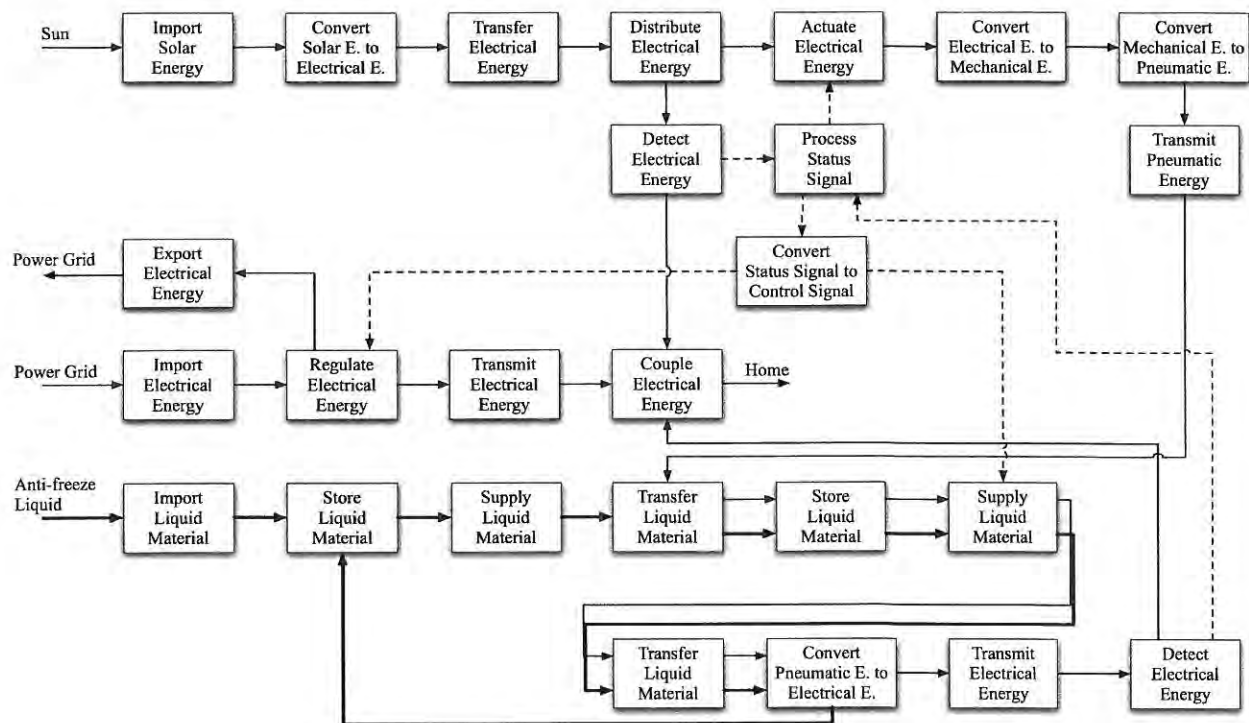 Sun
Import
Solar
Energy
Convert
Solar E. to
Electrical E.
Transfer
Electrical
Energy
Distribute
Electrical
Energy
Actuate
Electrical
Energy
Convert
Electrical E. to
Mechanical E.
Convert
Mechanical E. to
Pneumatic E.
Detect
Electrical
Energy
Process
Status
Signal
Transmit
Pneumatic
Energy
Power Grid
Export
Electrical
Energy
Convert
Status Signal to
Control Signal
Power Grid
Import
Electrical
Energy
Regulate
Electrical
Energy
Transmit
Electrical
Energy
Couple
Electrical
Energy
Home
Anti-freeze
Liquid
Import
Liquid
Material
Store
Liquid
Material
Supply
Liquid
Material
Transfer
Liquid
Material
Store
Liquid
Material
Supply
Liquid
Material
Transfer
Liquid
Material
Convert
Pneumatic E. to
Electrical E.
Transmit
Electrical
Energy
Detect
Electrical
Energy